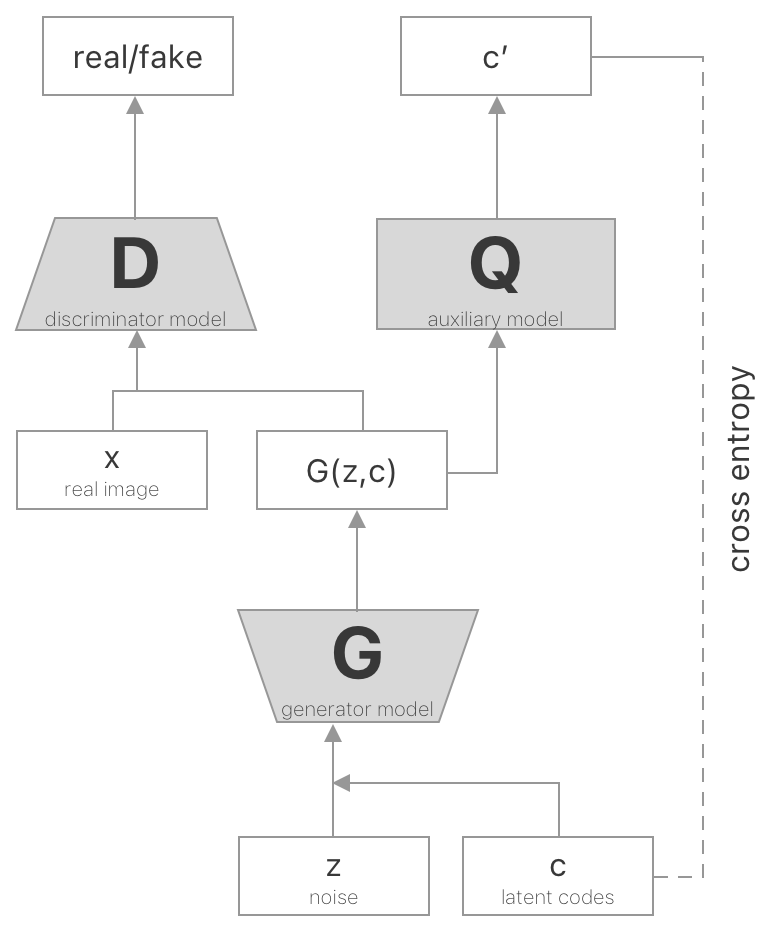 real/fake
c’
D
discriminator model
Q
auxiliary model
x
real image
G(z,c)
cross entropy
G
generator model
z
noise
c
latent codes